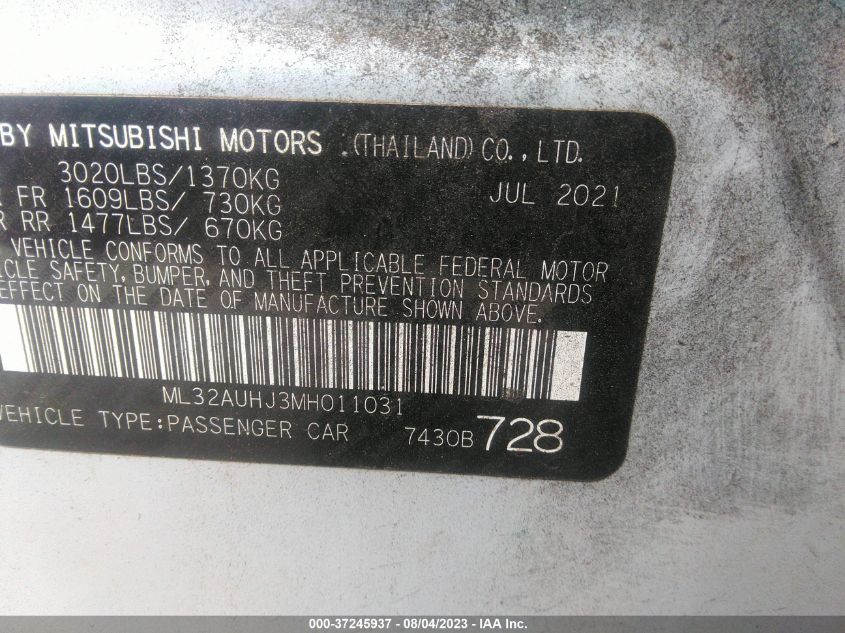 BY MITSUBISHI MOTORS (THAILAND) CO., LTD.
3020LBS/1370KG JUL 2021
FR 1609LBS/ 730KG
RR 1477LBS/ 670KG
VEHICLE CONFORMS TO ALL APPLICABLE FEDERAL MOTOR
SAFETY, BUMPER, AND THEFT PREVENTION STANDARDS
EFFECT ON THE DATE OF MANUFACTURE SHOWN ABOVE.
ML32AUHJ3MH011031
VEHICLE TYPE:PASSENGER CAR 7430B 728
000-37245937 - 08/04/2023 - IAA Inc.